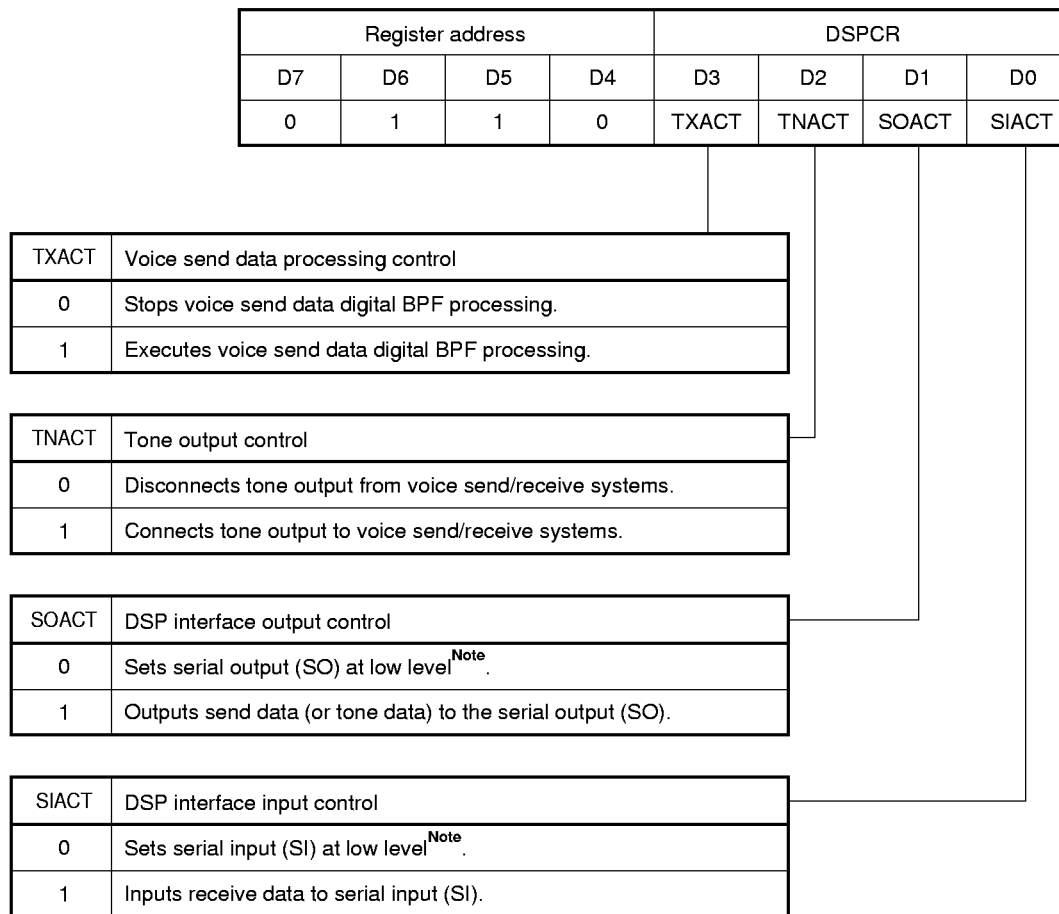 Register address DSPCR
D7 D6 D5 D4 D3 D2 D1 D0
0 1 1 0 TXACT TNACT SOACT SIACT
TXACT Voice send data processing control
0 Stops voice send data digital BPF processing.
1 Executes voice send data digital BPF processing.
TNACT Tone output control
0 Disconnects tone output from voice send/receive systems.
1 Connects tone output to voice send/receive systems.
SOACT DSP interface output control
0 Sets serial output (SO) at low level Note.
1 Outputs send data (or tone data) to the serial output (SO).
SIACT DSP interface input control
0 Sets serial input (SI) at low level Note.
1 Inputs receive data to serial input (SI).